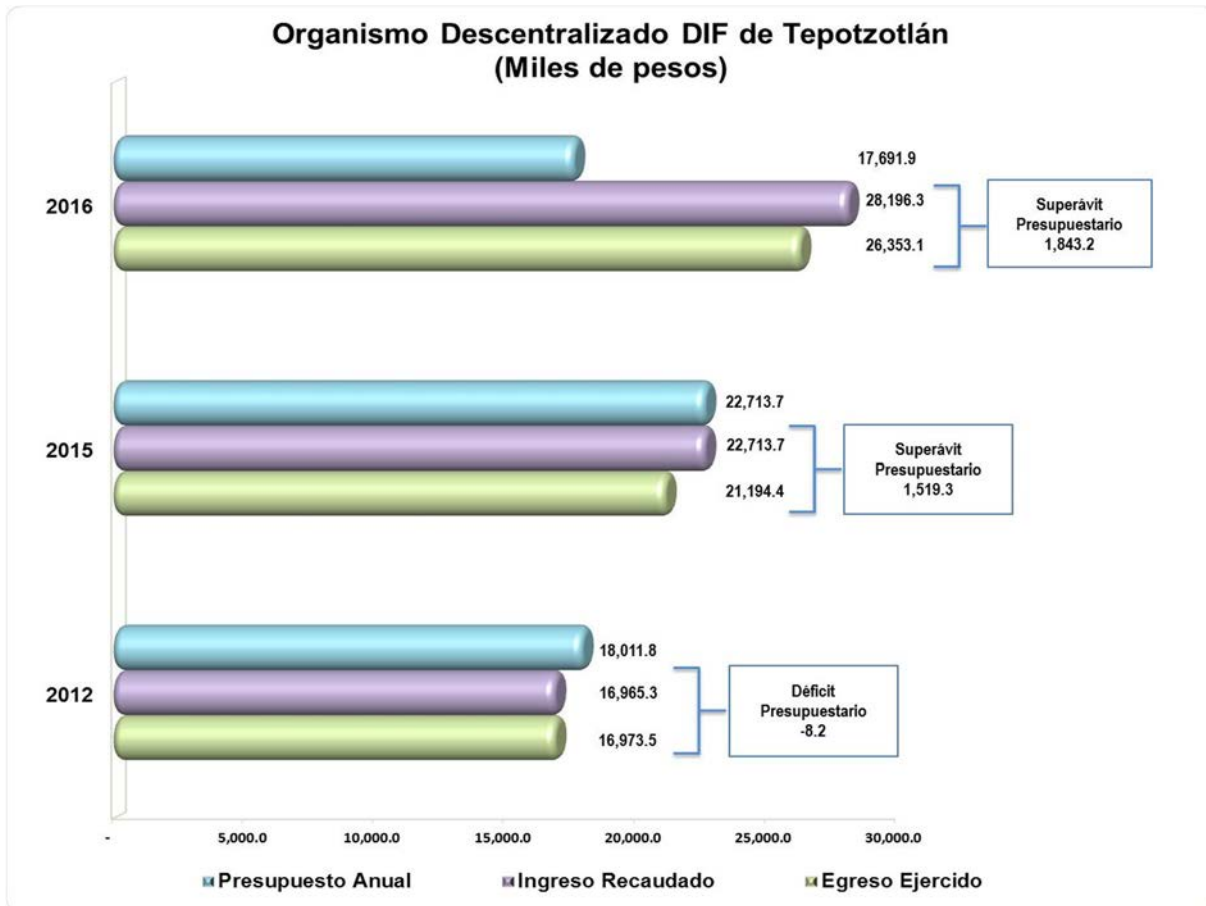 Organismo Descentralizado DIF de Tepotzotlán
(Miles de pesos)
2016
17,691.9
28,196.3
26,353.1
Superávit
Presupuestario
1,843.2
2015
22,713.7
22,713.7
21,194.4
Superávit
Presupuestario
1,519.3
2012
18,011.8
16,965.3
16,973.5
Déficit
Presupuestario
-8.2
- 5,000.0 10,000.0 15,000.0 20,000.0 25,000.0 30,000.0
Presupuesto Anual Ingreso Recaudado Egreso Ejercido